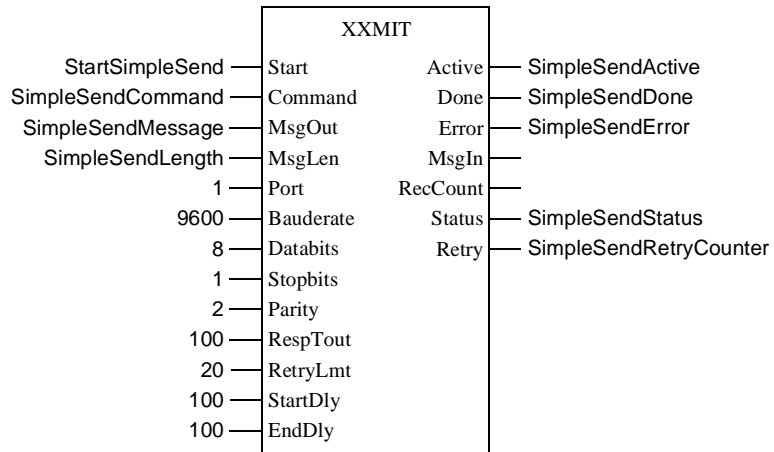 XXMIT
StartSimpleSend Start Active SimpleSendActive
SimpleSendCommand Command Done SimpleSendDone
SimpleSendMessage MsgOut Error SimpleSendError
SimpleSendLength MsgLen MsgIn
1 Port RecCount
9600 Bauderate Status SimpleSendStatus
8 Databits Retry SimpleSendRetryCounter
1 Stopbits
2 Parity
100 RespTout
20 RetryLmt
100 StartDly
100 EndDly